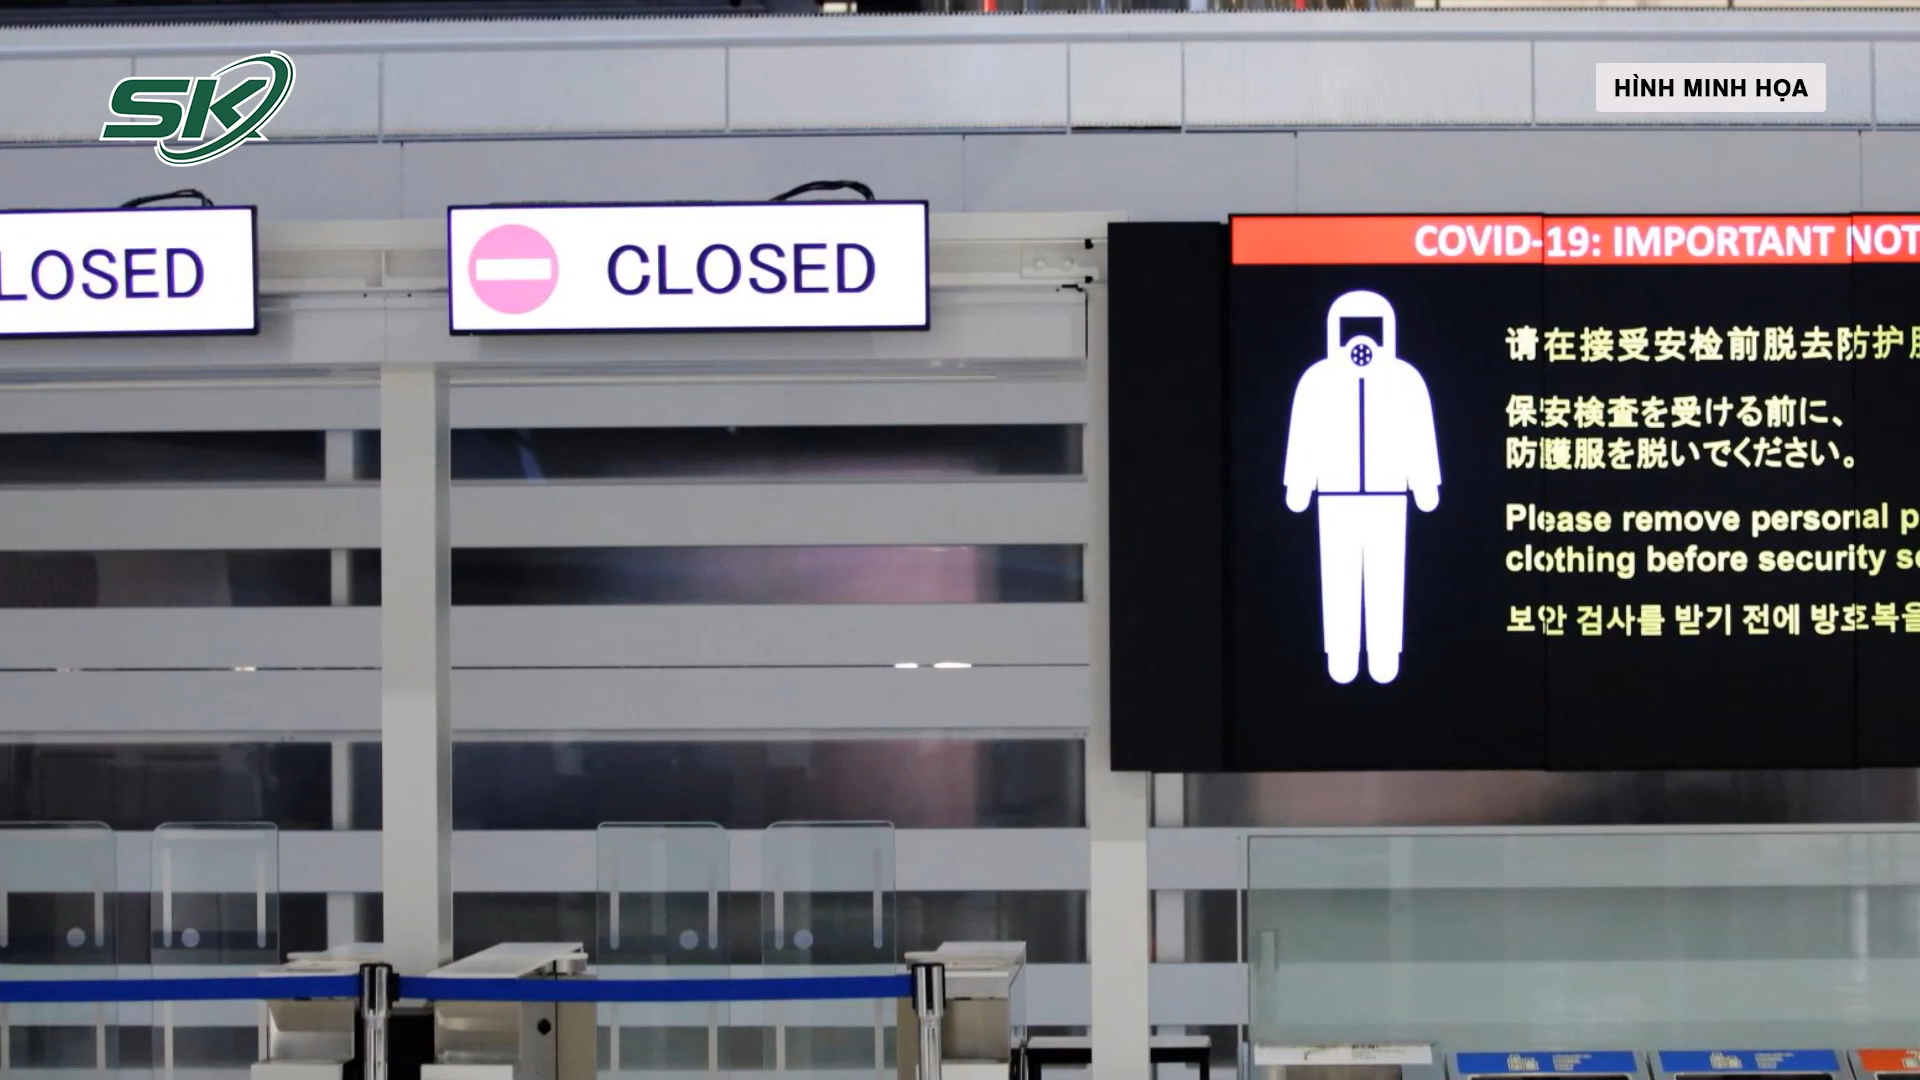 SK
HÌNH MINH HỌA
LOSED
CLOSED
COVID-19: IMPORTANT NOT
请在接受安检前脱去防护
保安検査を受ける前に、
防護服を脱いでください。
Please remove personal p
clothing before security s
보안 검사를 받기 전에 방호복을